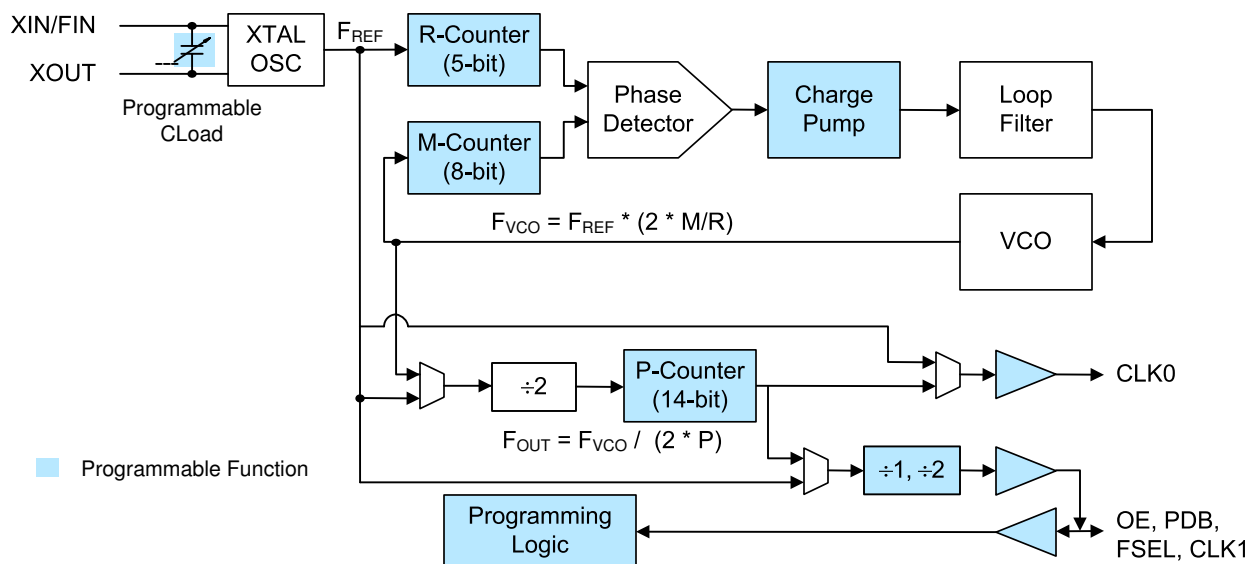 XIN/FIN
XOUT
Programmable
CLoad
XTAL
OSC
FREF
R-Counter
(5-bit)
M-Counter
(8-bit)
Phase
Detector
Charge
Pump
Loop
Filter
FVCO = FREF * (2 * M/R)
VCO
÷2
P-Counter
(14-bit)
CLK0
FOUT = FVCO / (2 * P)
÷1, ÷2
Programmable Function
Programming
Logic
OE, PDB,
FSEL, CLK1